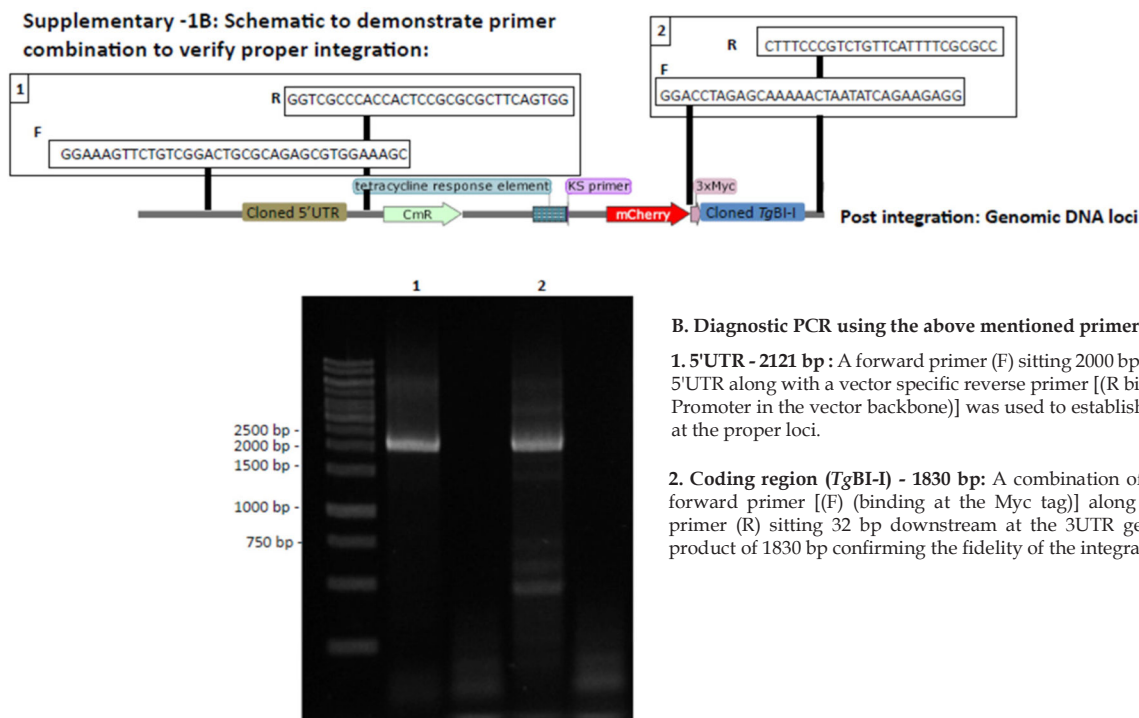 Supplementary -1B: Schematic to demonstrate primer
combination to verify proper integration:
1
R GGTCGCCCACCACTCCGCGCGCTTCAGTGG
F
GGAAAGTTCTGTCGGACTGCGCAGAGCGTGGAAAGC
2
R CTTTCCCGTCTGTTCATTTTCGCGCC
F
GGACCTAGAGCAAAAACTAATATCAGAAGAGG
tetracycline response element KS primer 3xMyc
Cloned 5'UTR CmR mCherry Cloned TgBI-I Post integration: Genomic DNA loci
1 2
2500 bp -
2000 bp -
1500 bp -
1000 bp -
750 bp -
B. Diagnostic PCR using the above mentioned primer
1. 5'UTR - 2121 bp : A forward primer (F) sitting 2000 bp
5'UTR along with a vector specific reverse primer [(R bi
Promoter in the vector backbone)] was used to establish
at the proper loci.
2. Coding region (TgBI-I) - 1830 bp: A combination of
forward primer [(F) (binding at the Myc tag)] along
primer (R) sitting 32 bp downstream at the 3UTR ge
product of 1830 bp confirming the fidelity of the integra